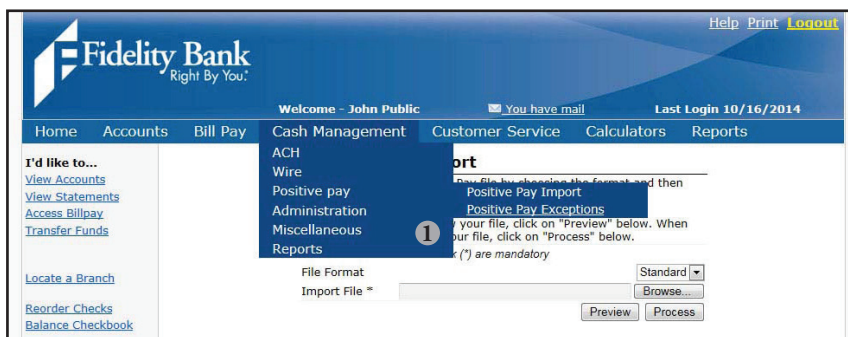 Help Print Logout
Fidelity Bank
Right By You.
Welcome - John Public You have mail Last Login 10/16/2014
Home Accounts Bill Pay Cash Management Customer Service Calculators Reports
I'd like to...
View Accounts
View Statements
Access Billpay
Transfer Funds
Locate a Branch
Reorder Checks
Balance Checkbook
ACH
Wire
Positive pay
Administration
Miscellaneous
Reports
Positive Pay Import
Positive Pay Exceptions
1
ort
Pay file by choosing the format and then
your file, click on "Preview" below. When
our file, click on "Process" below.
(*) are mandatory
File Format Standard
Import File * Browse...
Preview Process